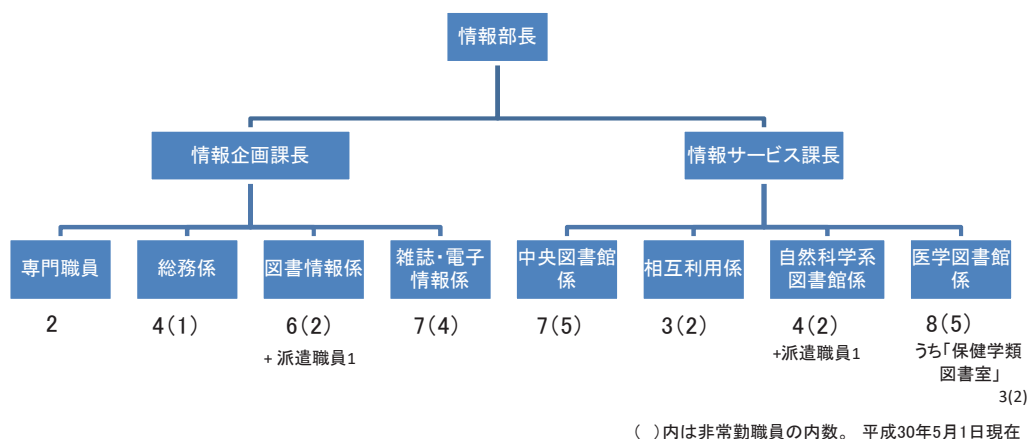 情報部長
情報企画課長
情報サービス課長
専門職員
総務係
図書情報係
雑誌・電子
情報係
中央図書館
係
相互利用係
自然科学系
図書館係
医学図書館
係
2
4(1)
6(2)
7(4)
7(5)
3(2)
4(2)
8(5)
+ 派遣職員1
+派遣職員1
うち「保健学類
図書室」
3(2)
( )内は非常勤職員の内数。 平成30年5月1日現在